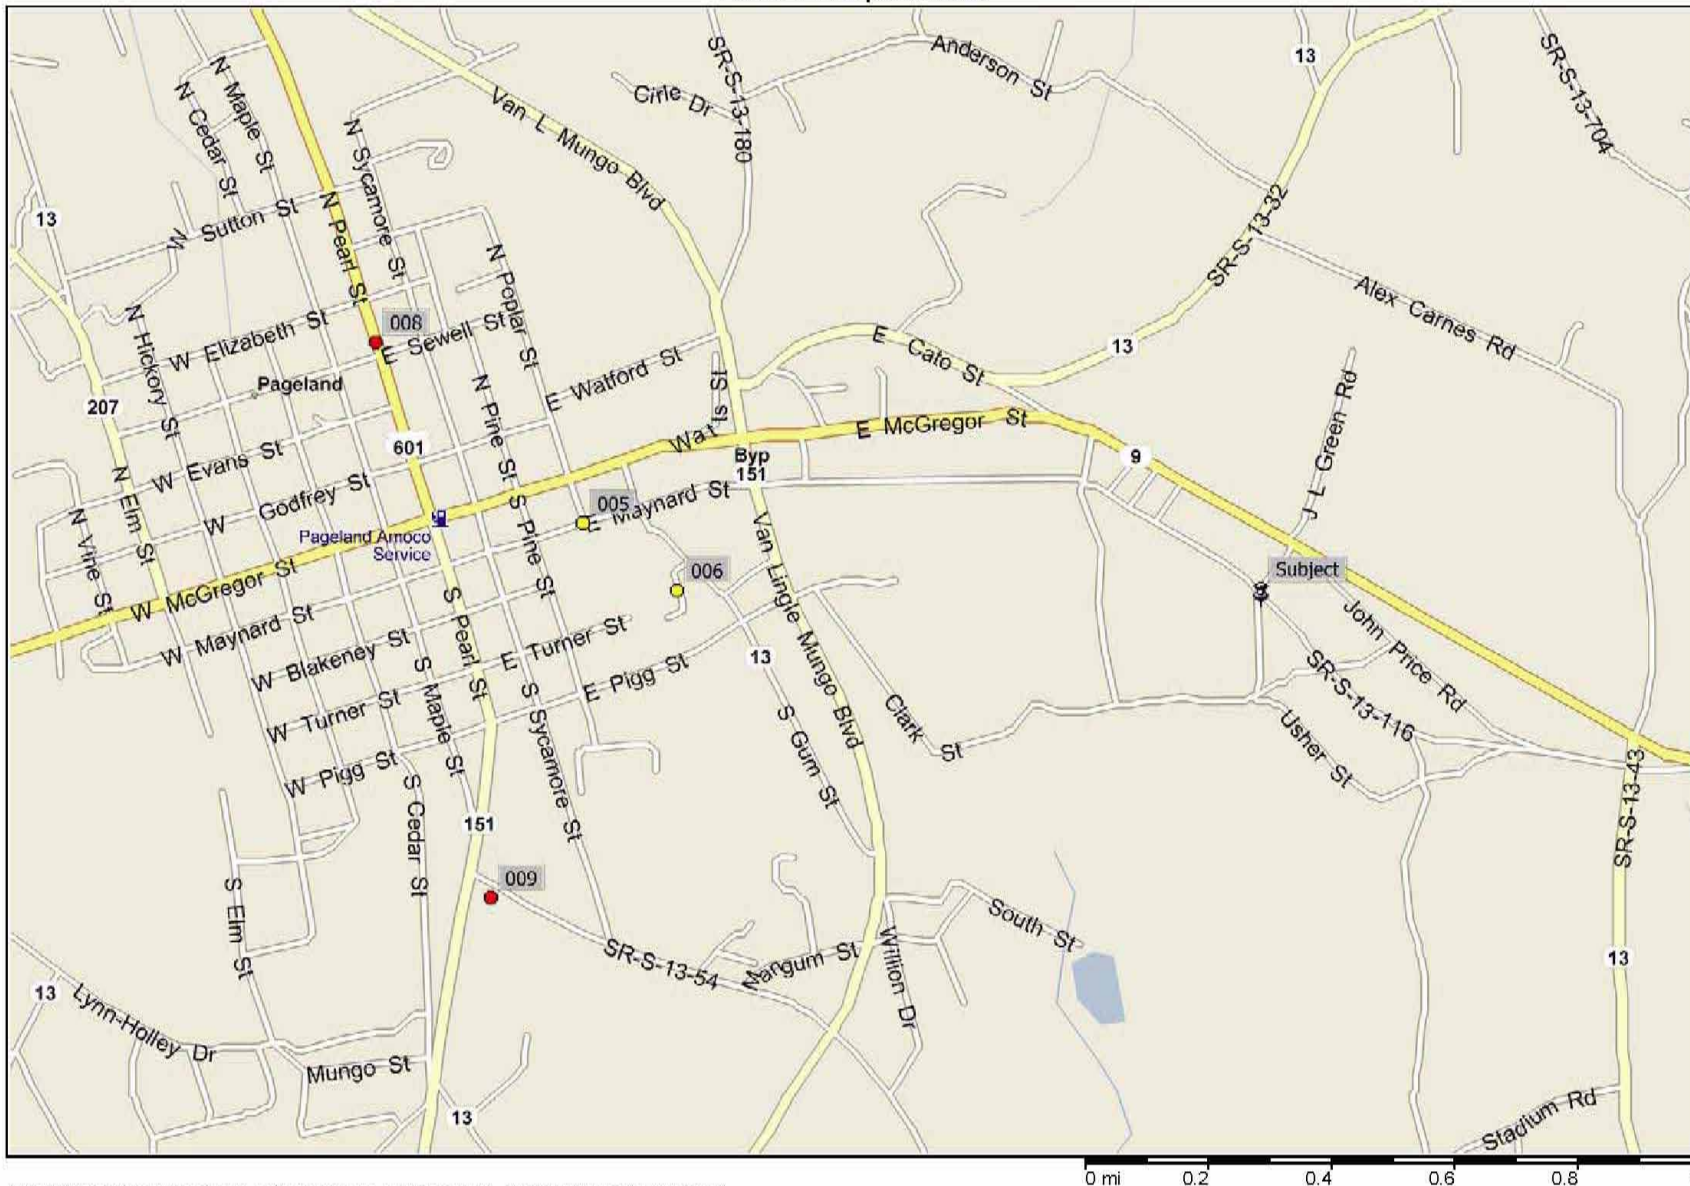 Anderson St
13
SR-S-13-704
SR-S-13-180
Cirle Dr
Van L Mungo Blvd
N Maple St
N Cedar St
N Sycamore St
13
W Sutton St
N Pearl St
SR-S-13-32
N Poplar St
Alex Carnes Rd
N Hickory St
W Elizabeth St
008
E Sewell St
E Cato St
13
Pageland
E Watford St
J L Green Rd
207
N Pine St
Wat Is St
E McGregor St
601
9
Byp
151
W Evans St
N Elm St
W Godfrey St
005
E Maynard St
N Vine St
S Pine St
Pageland Amoco
Service
Van Lingle Mungo Blvd
006
Subject
W McGregor St
S Pearl St
John Price Rd
W Maynard St
E Turner St
13
W Blakeney St
S Maple St
E Pigg St
SR-S-13-116
W Turner St
S Sycamore St
S Gum St
Clark St
Usher St
W Pigg St
S Cedar St
SR-S-13-43
151
009
S Elm St
South St
SR-S-13-54
Mangum St
Willion Dr
13
13
Lynn-Holley Dr
Mungo St
13
Stadium Rd
0 mi 0.2 0.4 0.6 0.8